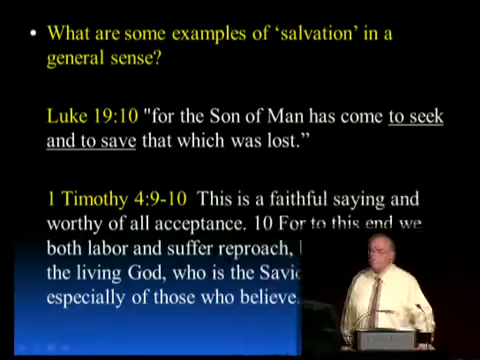 • What are some examples of ‘salvation’ in a
general sense?
Luke 19:10 "for the Son of Man has come to seek
and to save that which was lost.”
1 Timothy 4:9-10 This is a faithful saying and
worthy of all acceptance. 10 For to this end we
both labor and suffer reproach,
the living God, who is the
especially of those who believe.